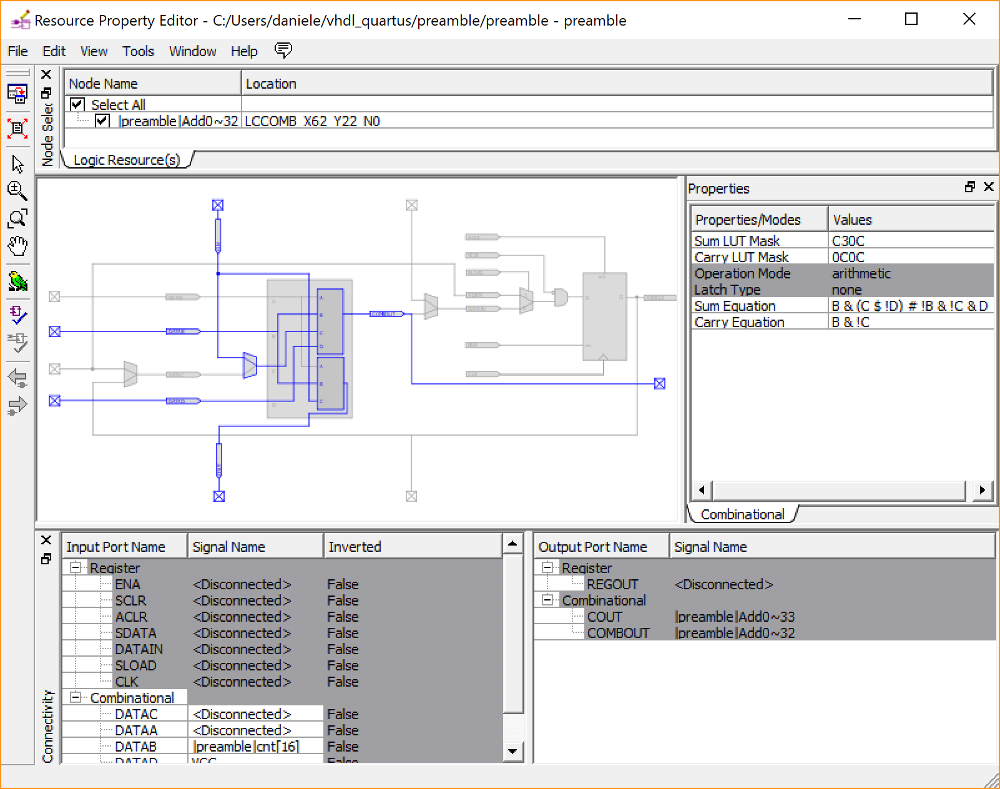 Resource Property Editor - C:/Users/daniele/vhdl_quartus/preamble/preamble - preamble
File Edit View Tools Window Help
Node Selec
Node Name Location
Select All
|preamble|Add0~32 LCCOMB_X62_Y22_N0
Logic Resource(s)
Properties
Properties/Modes Values
Sum LUT Mask C30C
Carry LUT Mask 0C0C
Operation Mode arithmetic
Latch Type none
Sum Equation B & (C $ !D) # !B & !C & D
Carry Equation B & !C
Combinational
A
B
C
D
A
B
C
D
A
B
C
COMBOUT
Connectivity
Input Port Name Signal Name Inverted
Register
ENA <Disconnected> False
SCLR <Disconnected> False
ACLR <Disconnected> False
SDATA <Disconnected> False
DATAIN <Disconnected> False
SLOAD <Disconnected> False
CLK <Disconnected> False
Combinational
DATAC <Disconnected> False
DATAA <Disconnected> False
DATAB |preamble|cnt[16] False
DATAD VCC False
Output Port Name Signal Name
Register
REGOUT <Disconnected>
Combinational
COUT |preamble|Add0~33
COMBOUT |preamble|Add0~32